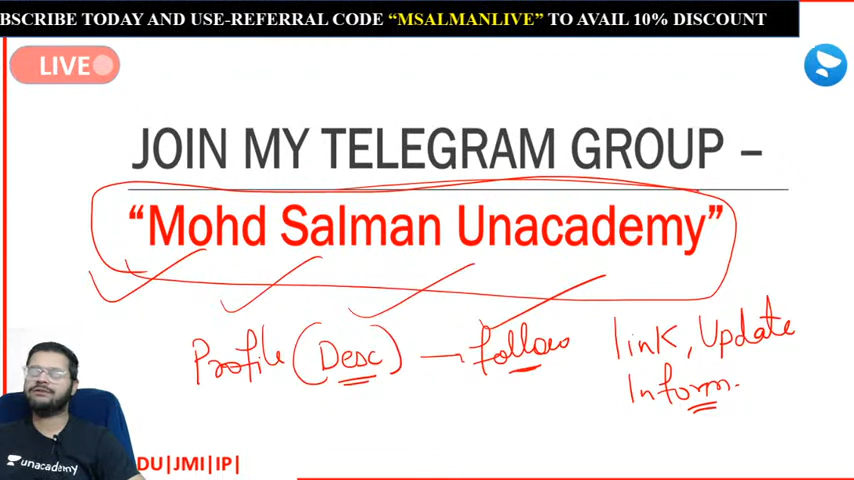 BSCRIBE TODAY AND USE-REFERRAL CODE “MSALMANLIVE” TO AVAIL 10% DISCOUNT
LIVE
JOIN MY TELEGRAM GROUP –
“Mohd Salman Unacademy”
Profile (Desc) – follow link, Update
Inform.
unacademy
DU|JMI|IP|